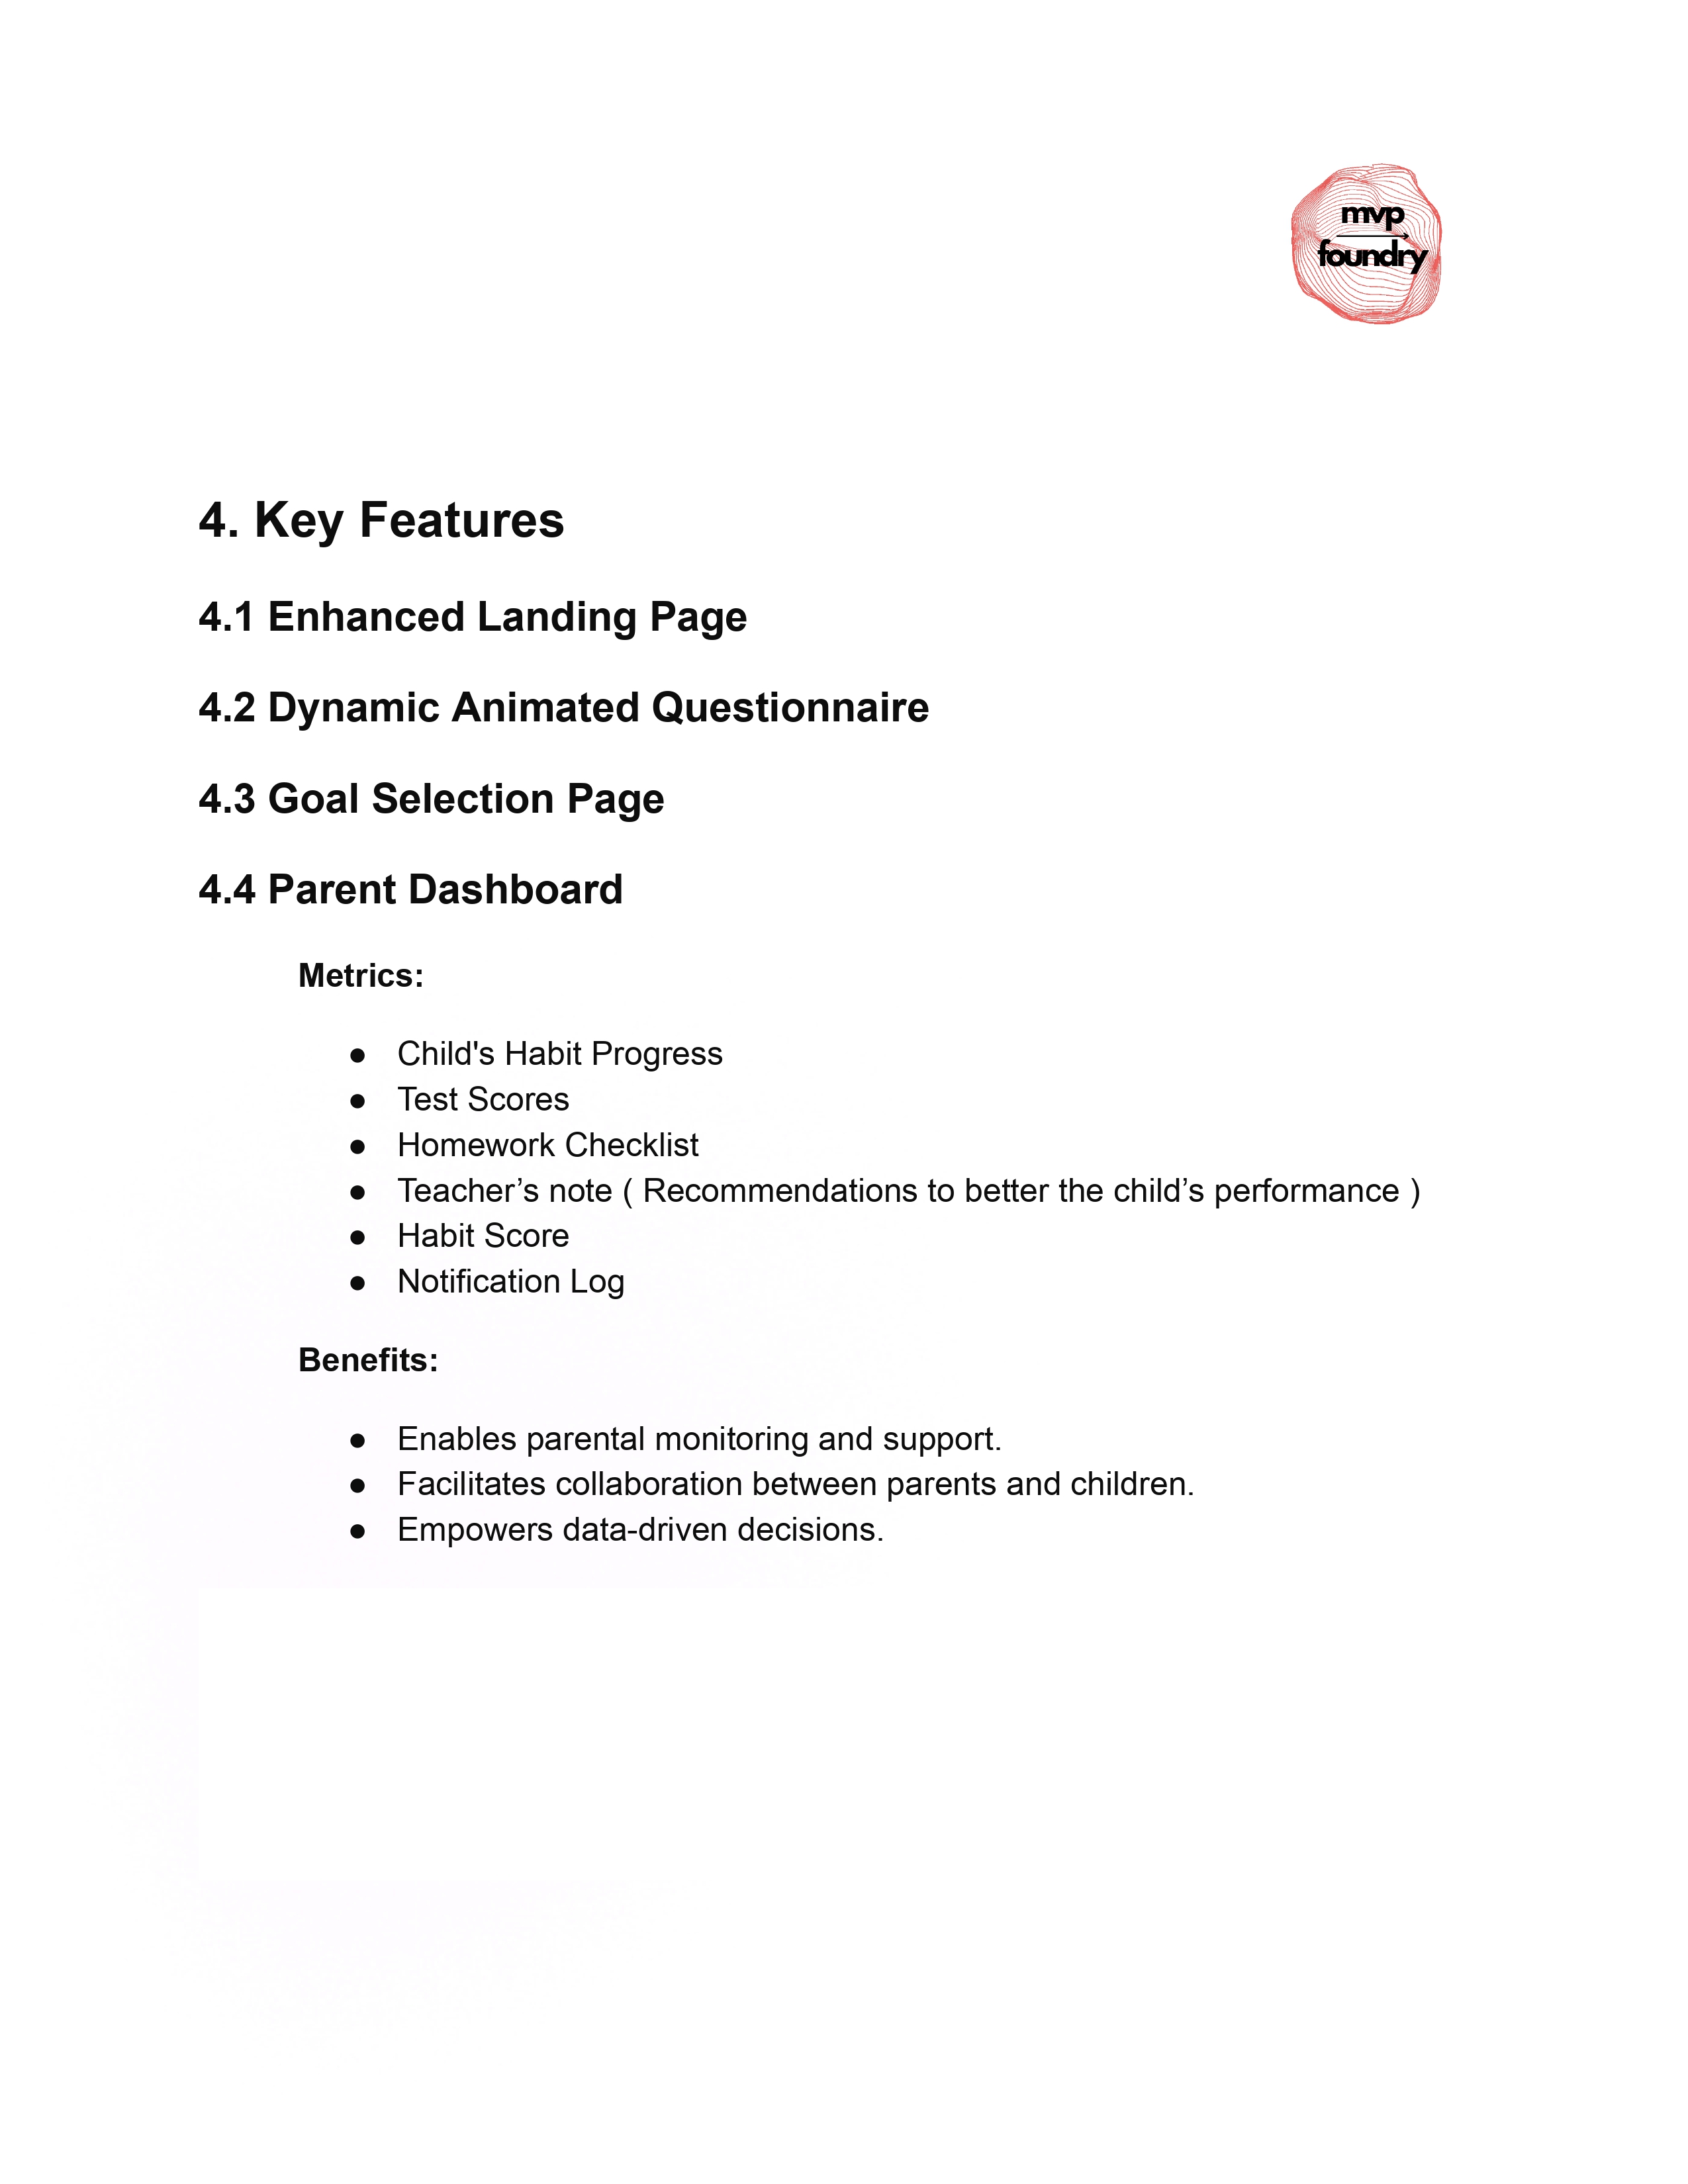 mvp
foundry
4. Key Features
4.1 Enhanced Landing Page
4.2 Dynamic Animated Questionnaire
4.3 Goal Selection Page
4.4 Parent Dashboard
Metrics:
● Child's Habit Progress
● Test Scores
● Homework Checklist
● Teacher’s note ( Recommendations to better the child’s performance )
● Habit Score
● Notification Log
Benefits:
● Enables parental monitoring and support.
● Facilitates collaboration between parents and children.
● Empowers data-driven decisions.